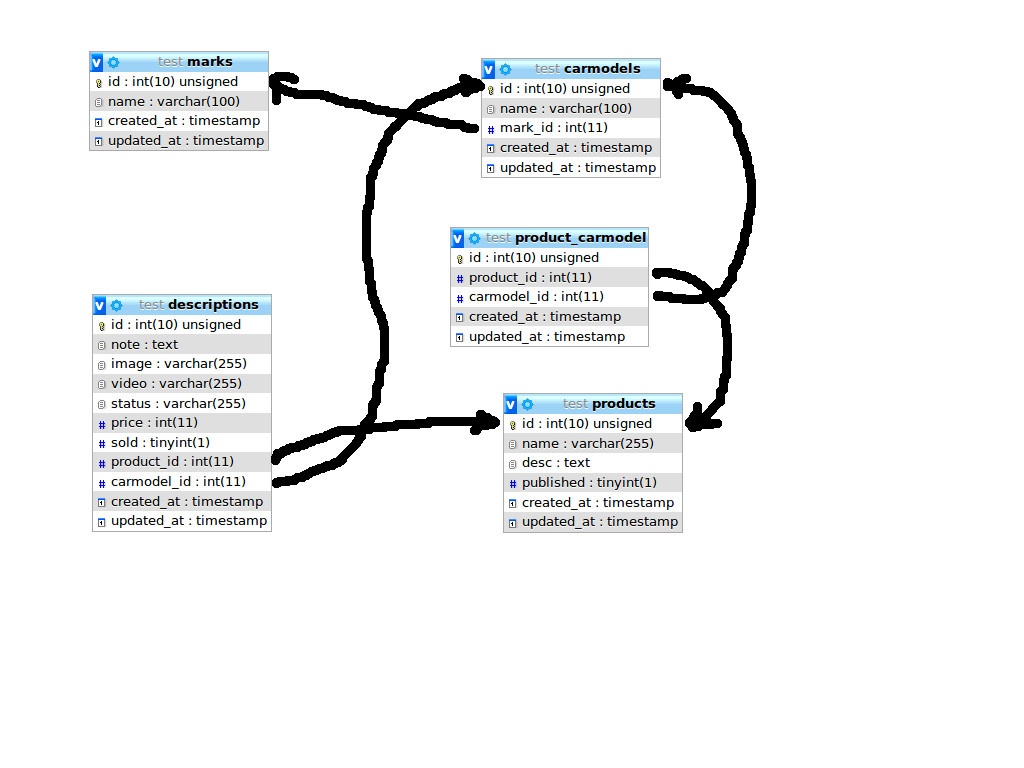 test marks
id : int(10) unsigned
name : varchar(100)
created_at : timestamp
updated_at : timestamp
test carmodels
id : int(10) unsigned
name : varchar(100)
mark_id : int(11)
created_at : timestamp
updated_at : timestamp
test product_carmodel
id : int(10) unsigned
product_id : int(11)
carmodel_id : int(11)
created_at : timestamp
updated_at : timestamp
test descriptions
id : int(10) unsigned
note : text
image : varchar(255)
video : varchar(255)
status : varchar(255)
price : int(11)
sold : tinyint(1)
product_id : int(11)
carmodel_id : int(11)
created_at : timestamp
updated_at : timestamp
test products
id : int(10) unsigned
name : varchar(255)
desc : text
published : tinyint(1)
created_at : timestamp
updated_at : timestamp